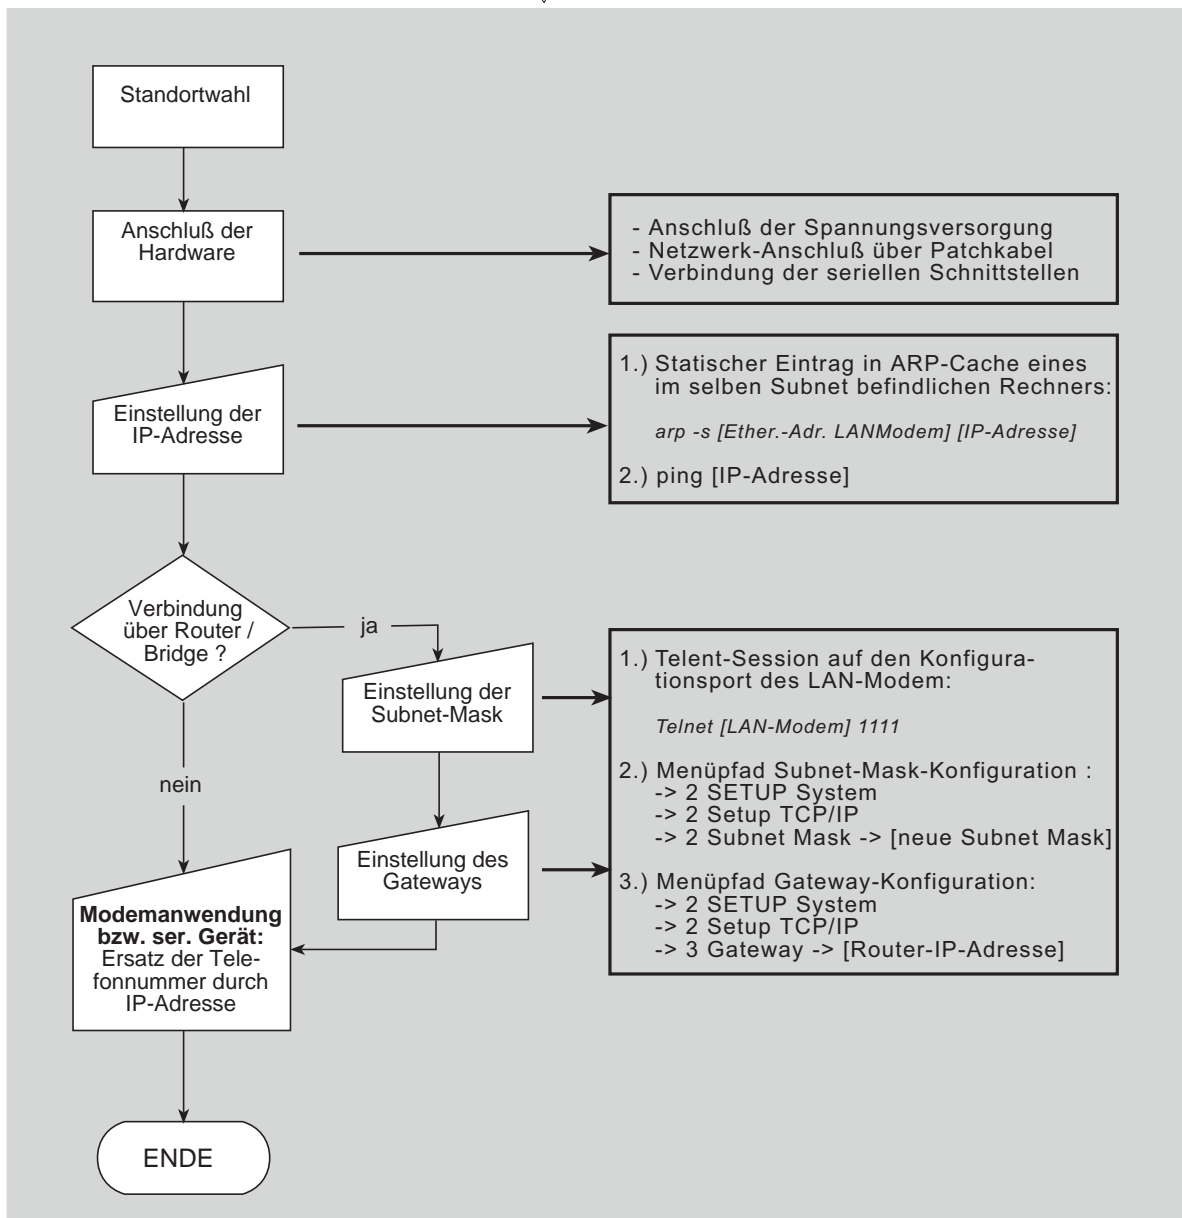 Standortwahl
Anschluß der
Hardware
- Anschluß der Spannungsversorgung
- Netzwerk-Anschluß über Patchkabel
- Verbindung der seriellen Schnittstellen
Einstellung der
IP-Adresse
1.) Statischer Eintrag in ARP-Cache eines
im selben Subnet befindlichen Rechners:
arp -s [Ether.-Adr. LANModem] [IP-Adresse]
2.) ping [IP-Adresse]
Verbindung
über Router /
Bridge ?
ja
nein
Einstellung der
Subnet-Mask
1.) Telent-Session auf den Konfigura-
tionsport des LAN-Modem:
Telnet [LAN-Modem] 1111
2.) Menüpfad Subnet-Mask-Konfiguration :
-> 2 SETUP System
-> 2 Setup TCP/IP
-> 2 Subnet Mask -> [neue Subnet Mask]
Einstellung des
Gateways
3.) Menüpfad Gateway-Konfiguration:
-> 2 SETUP System
-> 2 Setup TCP/IP
-> 3 Gateway -> [Router-IP-Adresse]
Modemanwendung
bzw. ser. Gerät:
Ersatz der Tele-
fonnummer durch
IP-Adresse
ENDE